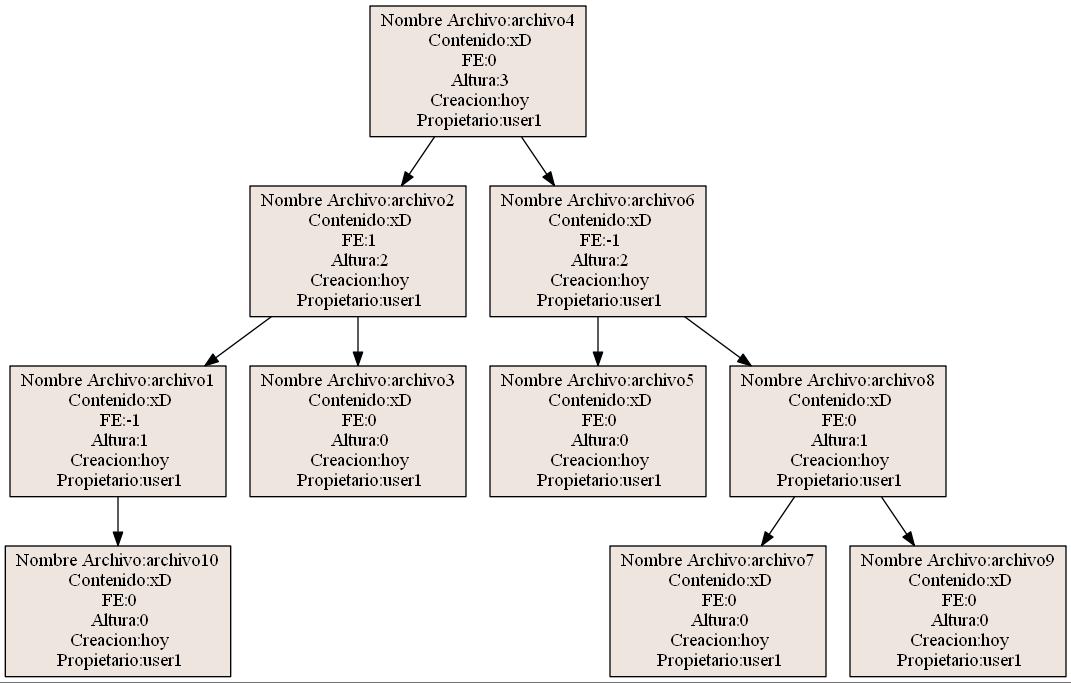 Nombre Archivo:archivo4
Contenido:xD
FE:0
Altura:3
Creacion:hoy
Propietario:user1
Nombre Archivo:archivo2
Contenido:xD
FE:1
Altura:2
Creacion:hoy
Propietario:user1
Nombre Archivo:archivo6
Contenido:xD
FE:-1
Altura:2
Creacion:hoy
Propietario:user1
Nombre Archivo:archivo1
Contenido:xD
FE:-1
Altura:1
Creacion:hoy
Propietario:user1
Nombre Archivo:archivo3
Contenido:xD
FE:0
Altura:0
Creacion:hoy
Propietario:user1
Nombre Archivo:archivo5
Contenido:xD
FE:0
Altura:0
Creacion:hoy
Propietario:user1
Nombre Archivo:archivo8
Contenido:xD
FE:0
Altura:1
Creacion:hoy
Propietario:user1
Nombre Archivo:archivo10
Contenido:xD
FE:0
Altura:0
Creacion:hoy
Propietario:user1
Nombre Archivo:archivo7
Contenido:xD
FE:0
Altura:0
Creacion:hoy
Propietario:user1
Nombre Archivo:archivo9
Contenido:xD
FE:0
Altura:0
Creacion:hoy
Propietario:user1